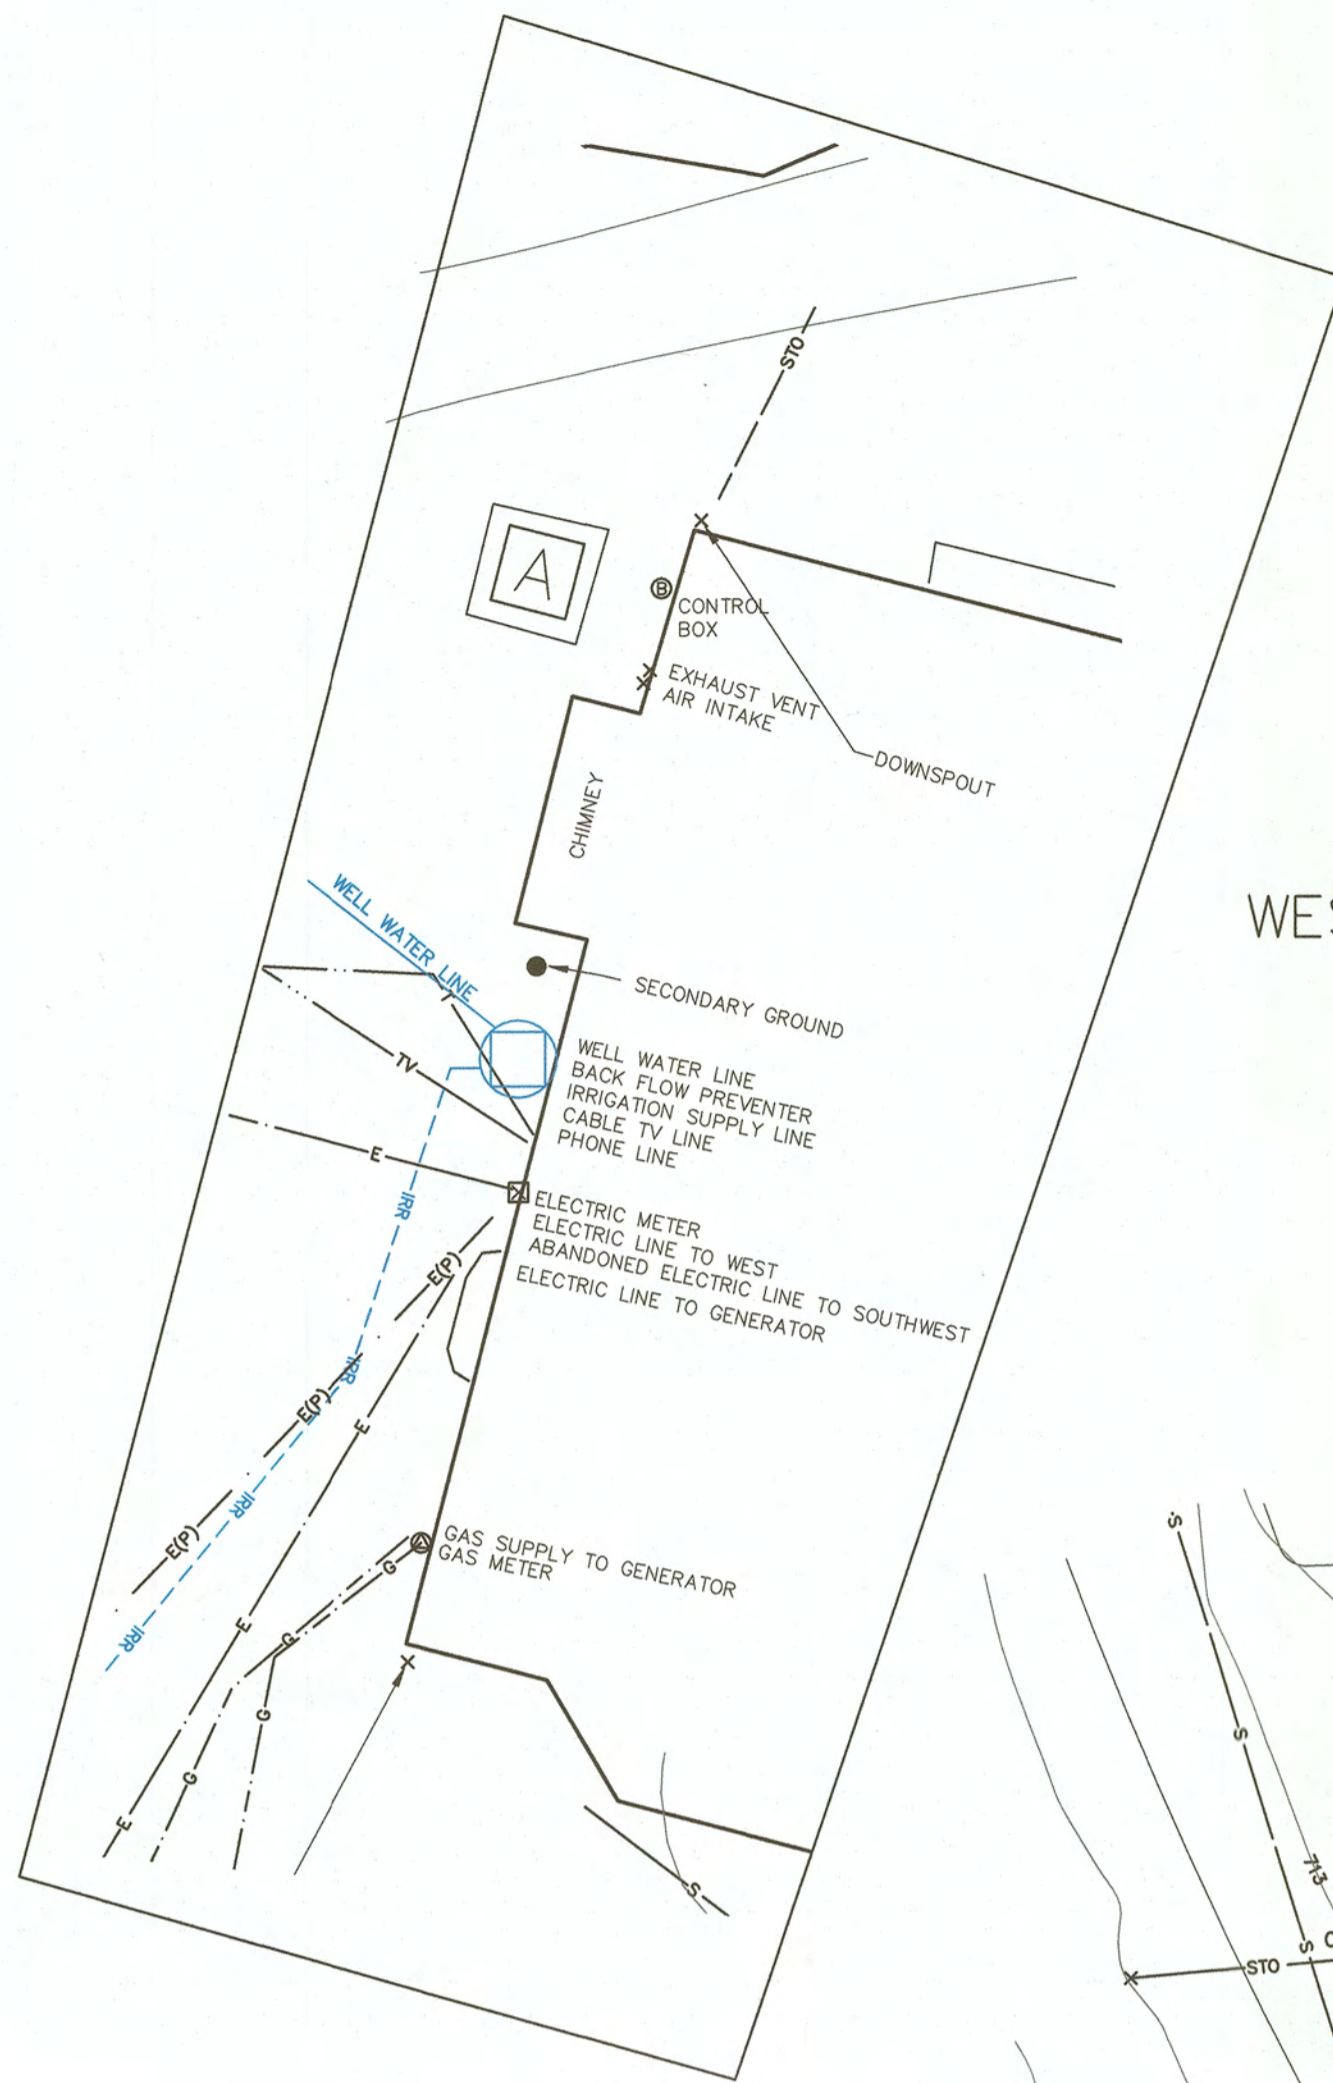 STO
A
B
CONTROL
BOX
EXHAUST VENT
AIR INTAKE
DOWNSPOUT
CHIMNEY
WELL WATER LINE
SECONDARY GROUND
T
TV
WELL WATER LINE
BACK FLOW PREVENTER
IRRIGATION SUPPLY LINE
CABLE TV LINE
PHONE LINE
E
IRR
ELECTRIC METER
ELECTRIC LINE TO WEST
ABANDONED ELECTRIC LINE TO SOUTHWEST
ELECTRIC LINE TO GENERATOR
E(P)
IRR
E(P)
E
IRR
E(P)
GAS SUPPLY TO GENERATOR
GAS METER
G
E
IRR
G
G
G
E
S
S
S
713
S
STO